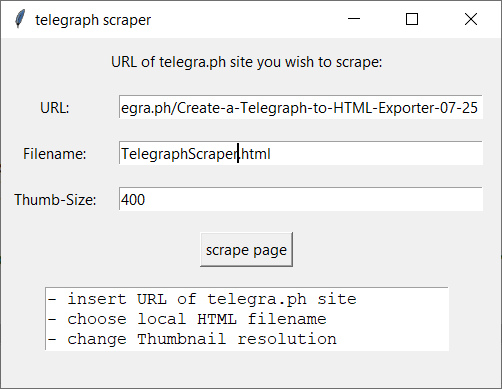 telegraph scraper
URL of telegra.ph site you wish to scrape:
URL: egra.ph/Create-a-Telegraph-to-HTML-Exporter-07-25
Filename: TelegraphScraper.html
Thumb-Size: 400
scrape page
- insert URL of telegra.ph site
- choose local HTML filename
- change Thumbnail resolution